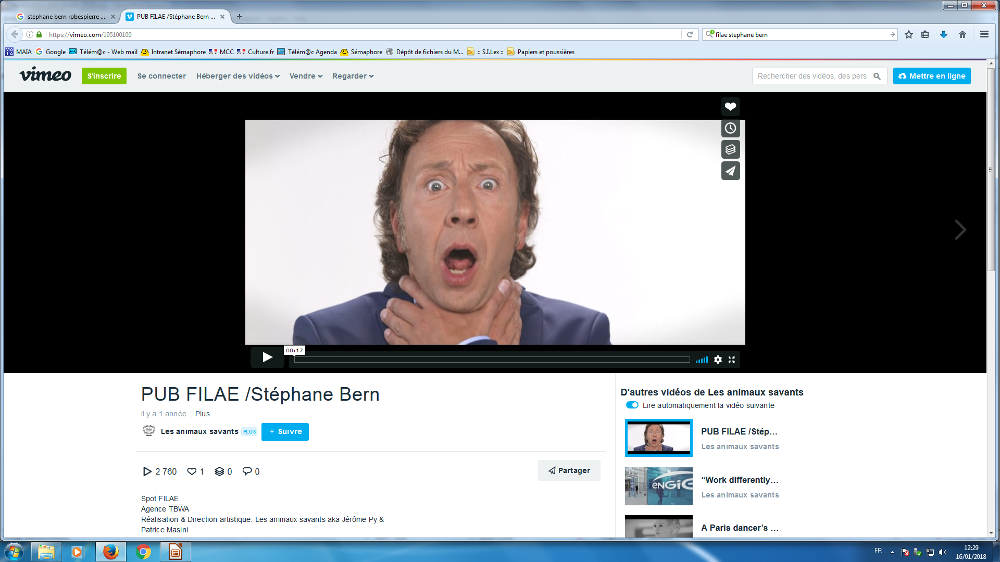 stephane bern robespierre ...
PUB FILAE /Stéphane Bern ...
https://vimeo.com/195100100
filae stephane bern
MAIA Google Télém@c - Web mail Intranet Sémaphore MCC Culture.fr Télém@c Agenda Sémaphore Dépôt de fichiers du M... :: S.I.Lex :: Papiers et poussières
vimeo S'inscrire Se connecter Héberger des vidéos Vendre Regarder Rechercher des vidéos, des pers Mettre en ligne
00:17
PUB FILAE /Stéphane Bern
Il y a 1 année | Plus
Les animaux savants PLUS + Suivre
2 760 1 0 0
Partager
Spot FILAE
Agence TBWA
Réalisation & Direction artistique: Les animaux savants aka Jérôme Py &
Patrice Masini
D'autres vidéos de Les animaux savants
Lire automatiquement la vidéo suivante
PUB FILAE /Stép...
Les animaux savants
ENGIE
“Work differently...
Les animaux savants
A Paris dancer’s ...
FR
12:29
16/01/2018